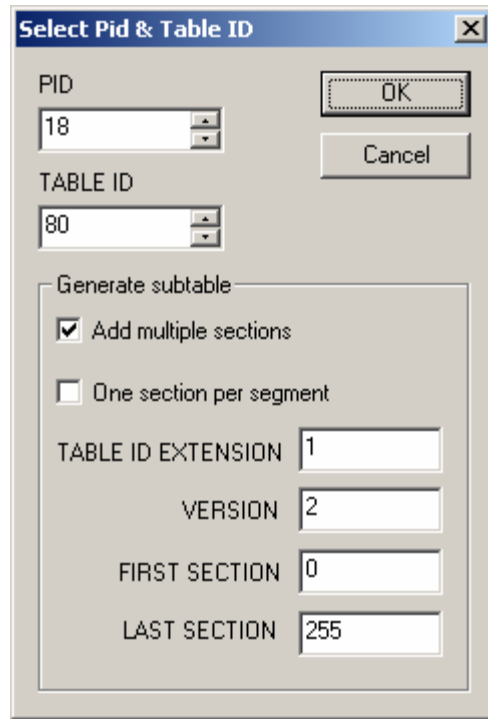 Select Pid & Table ID
PID
OK
18
Cancel
TABLE ID
80
Generate subtable
Add multiple sections
One section per segment
TABLE ID EXTENSION 1
VERSION 2
FIRST SECTION 0
LAST SECTION 255